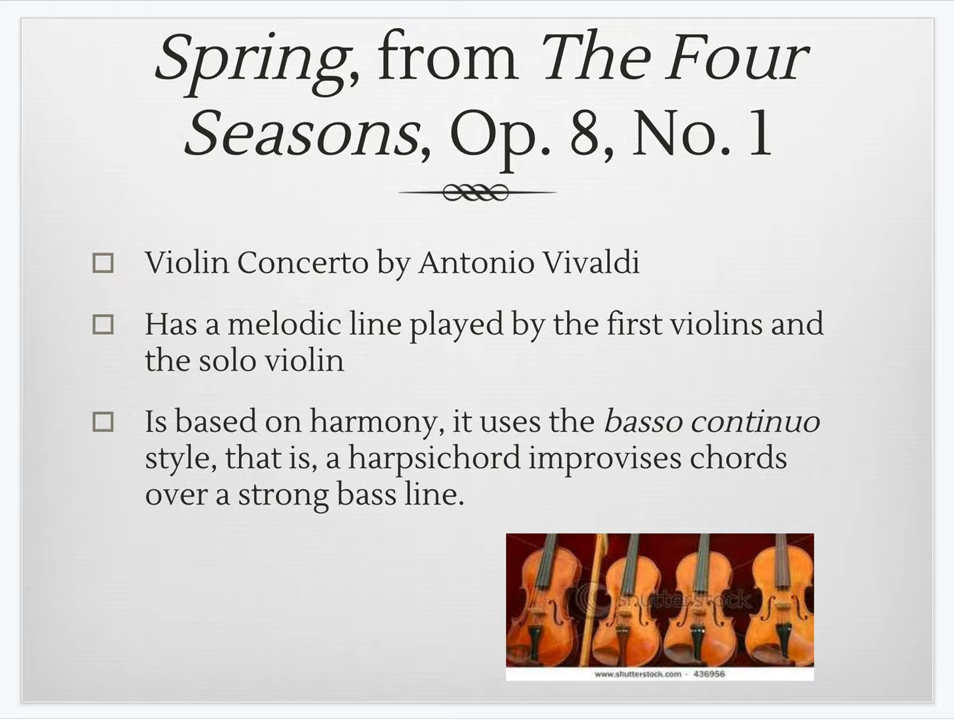 Spring, from The Four
Seasons, Op. 8, No. 1
Violin Concerto by Antonio Vivaldi
Has a melodic line played by the first violins and
the solo violin
Is based on harmony, it uses the basso continuo
style, that is, a harpsichord improvises chords
over a strong bass line.
shutterstock
www.shutterstock.com · 436956